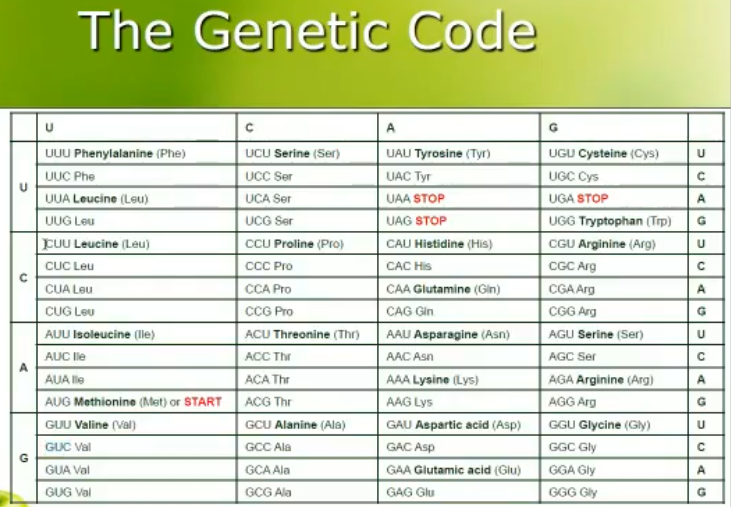 The Genetic Code
U C A G
UUU Phenylalanine (Phe) UCU Serine (Ser) UAU Tyrosine (Tyr) UGU Cysteine (Cys) U
UUC Phe UCC Ser UAC Tyr UGC Cys C
U
UUA Leucine (Leu) UCA Ser UAA STOP UGA STOP A
UUG Leu UCG Ser UAG STOP UGG Tryptophan (Trp) G
CUU Leucine (Leu) CCU Proline (Pro) CAU Histidine (His) CGU Arginine (Arg) U
CUC Leu CCC Pro CAC His CGC Arg C
C
CUA Leu CCA Pro CAA Glutamine (Gln) CGA Arg A
CUG Leu CCG Pro CAG Gln CGG Arg G
AUU Isoleucine (Ile) ACU Threonine (Thr) AAU Asparagine (Asn) AGU Serine (Ser) U
AUC Ile ACC Thr AAC Asn AGC Ser C
A
AUA Ile ACA Thr AAA Lysine (Lys) AGA Arginine (Arg) A
AUG Methionine (Met) or START ACG Thr AAG Lys AGG Arg G
GUU Valine (Val) GCU Alanine (Ala) GAU Aspartic acid (Asp) GGU Glycine (Gly) U
GUC Val GCC Ala GAC Asp GGC Gly C
G
GUA Val GCA Ala GAA Glutamic acid (Glu) GGA Gly A
GUG Val GCG Ala GAG Glu GGG Gly G